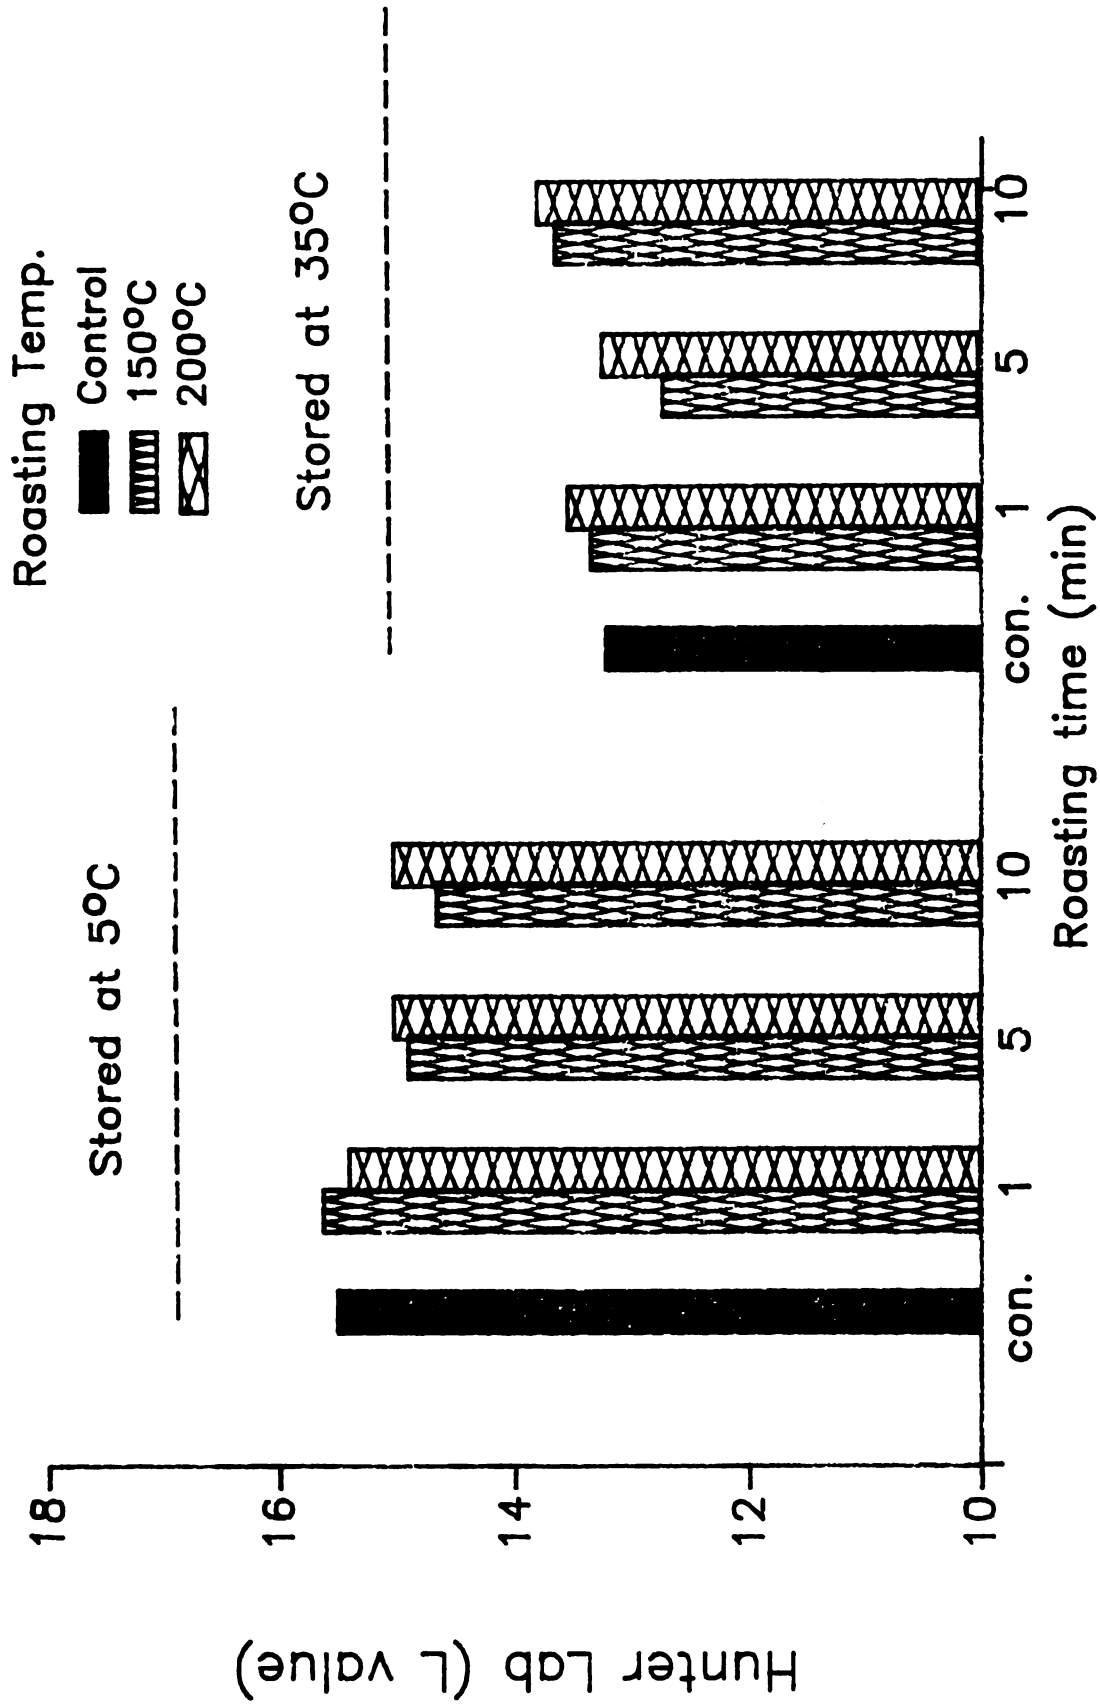 Roasting Temp.
Control
150°C
200°C
Stored at 5°C
Stored at 35°C
18
16
14
12
10
Hunter Lab (L value)
con. 1 5 10 con. 1 5 10
Roasting time (min)